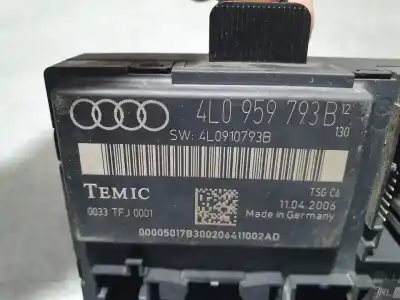 4L0 959 793B 12
130
SW: 4L0910793B
TEMIC
TSG C6
0033 TFJ 0001
11.04.2006
Made in Germany
00005017B300206411002AD